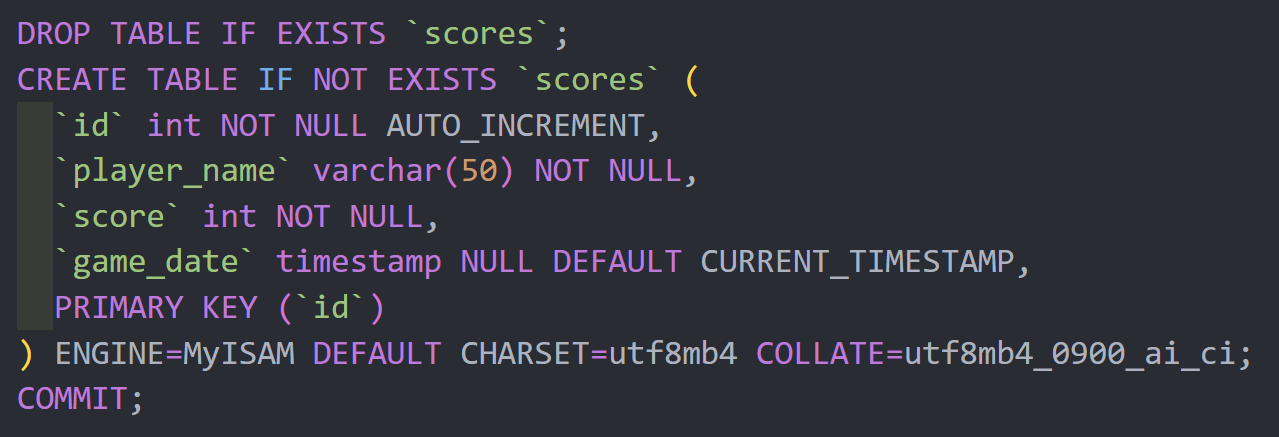 DROP TABLE IF EXISTS `scores`;
CREATE TABLE IF NOT EXISTS `scores` (
  `id` int NOT NULL AUTO_INCREMENT,
  `player_name` varchar(50) NOT NULL,
  `score` int NOT NULL,
  `game_date` timestamp NULL DEFAULT CURRENT_TIMESTAMP,
  PRIMARY KEY (`id`)
) ENGINE=MyISAM DEFAULT CHARSET=utf8mb4 COLLATE=utf8mb4_0900_ai_ci;
COMMIT;